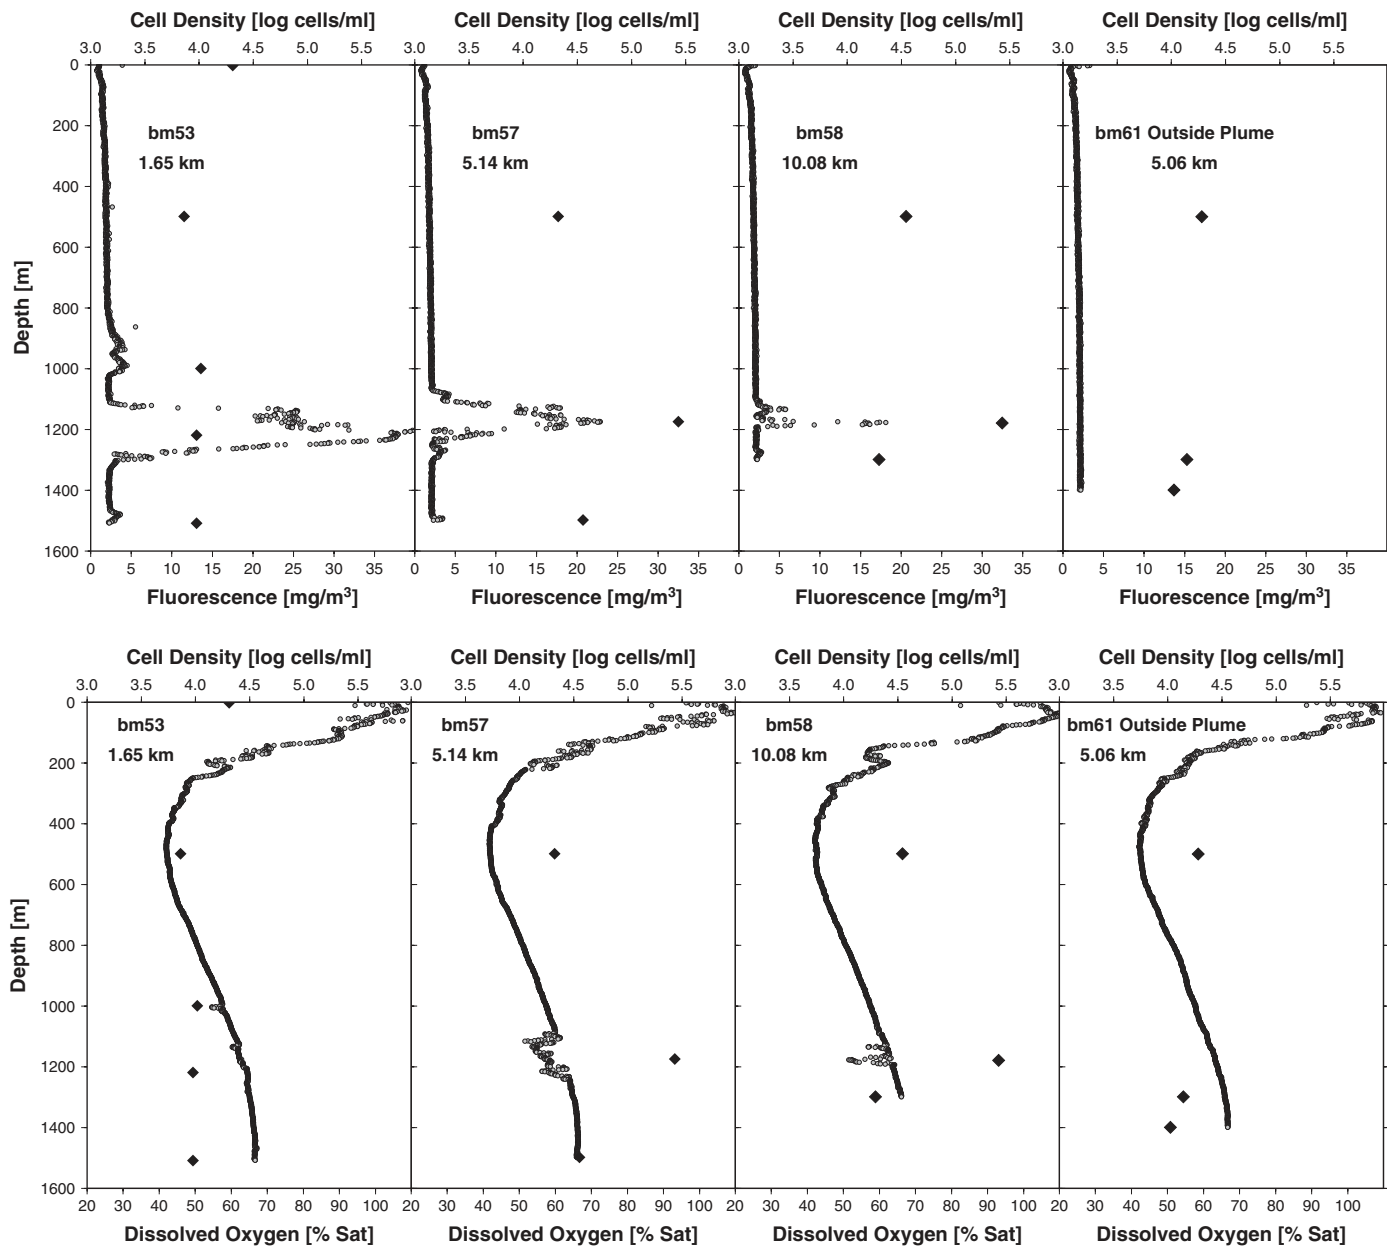 Cell Density [log cells/ml] Cell Density [log cells/ml] Cell Density [log cells/ml] Cell Density [log cells/ml]
3.0 3.5 4.0 4.5 5.0 5.5 3.0 3.5 4.0 4.5 5.0 5.5 3.0 3.5 4.0 4.5 5.0 5.5 3.0 3.5 4.0 4.5 5.0 5.5
0
200
bm53 bm57 bm58 bm61 Outside Plume
1.65 km 5.14 km 10.08 km 5.06 km
400
600
Depth [m]
800
1000
1200
1400
1600
0 5 10 15 20 25 30 35 0 5 10 15 20 25 30 35 0 5 10 15 20 25 30 35 0 5 10 15 20 25 30 35
Fluorescence [mg/m³] Fluorescence [mg/m³] Fluorescence [mg/m³] Fluorescence [mg/m³]
Cell Density [log cells/ml] Cell Density [log cells/ml] Cell Density [log cells/ml] Cell Density [log cells/ml]
3.0 3.5 4.0 4.5 5.0 5.5 3.0 3.5 4.0 4.5 5.0 5.5 3.0 3.5 4.0 4.5 5.0 5.5 3.0 3.5 4.0 4.5 5.0 5.5
0
bm53 bm57 bm58 bm61 Outside Plume
1.65 km 5.14 km 10.08 km 5.06 km
200
400
600
Depth [m]
800
1000
1200
1400
1600
20 30 40 50 60 70 80 90 100 20 30 40 50 60 70 80 90 100 20 30 40 50 60 70 80 90 100 20 30 40 50 60 70 80 90 100
Dissolved Oxygen [% Sat] Dissolved Oxygen [% Sat] Dissolved Oxygen [% Sat] Dissolved Oxygen [% Sat]